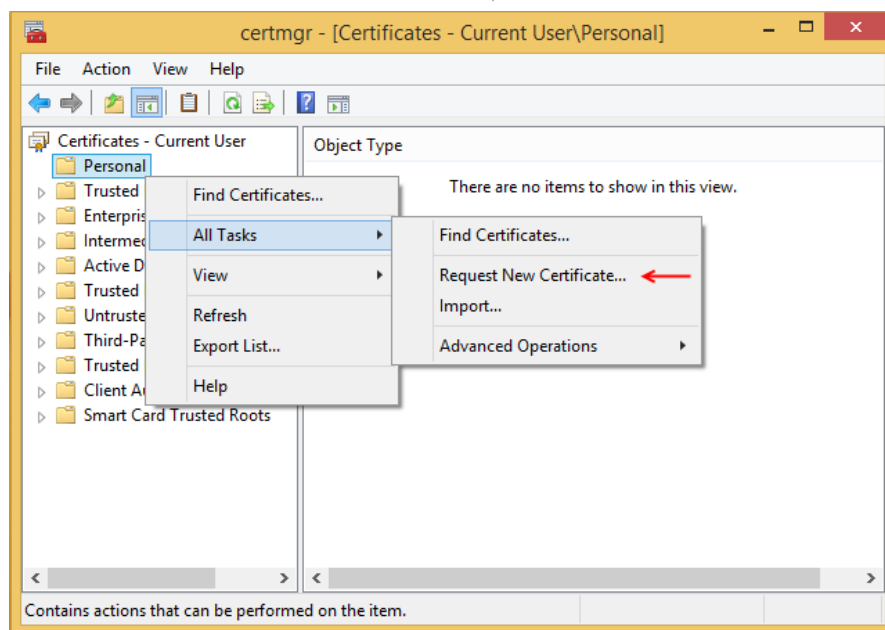 certmgr - [Certificates - Current User\Personal]
File Action View Help
Certificates - Current User
Personal
Trusted
Enterpris
Intermed
Active D
Trusted
Untruste
Third-Pa
Trusted
Client Au
Smart Card Trusted Roots
Object Type
There are no items to show in this view.
Find Certificates...
All Tasks
View
Refresh
Export List...
Help
Find Certificates...
Request New Certificate...
Import...
Advanced Operations
Contains actions that can be performed on the item.